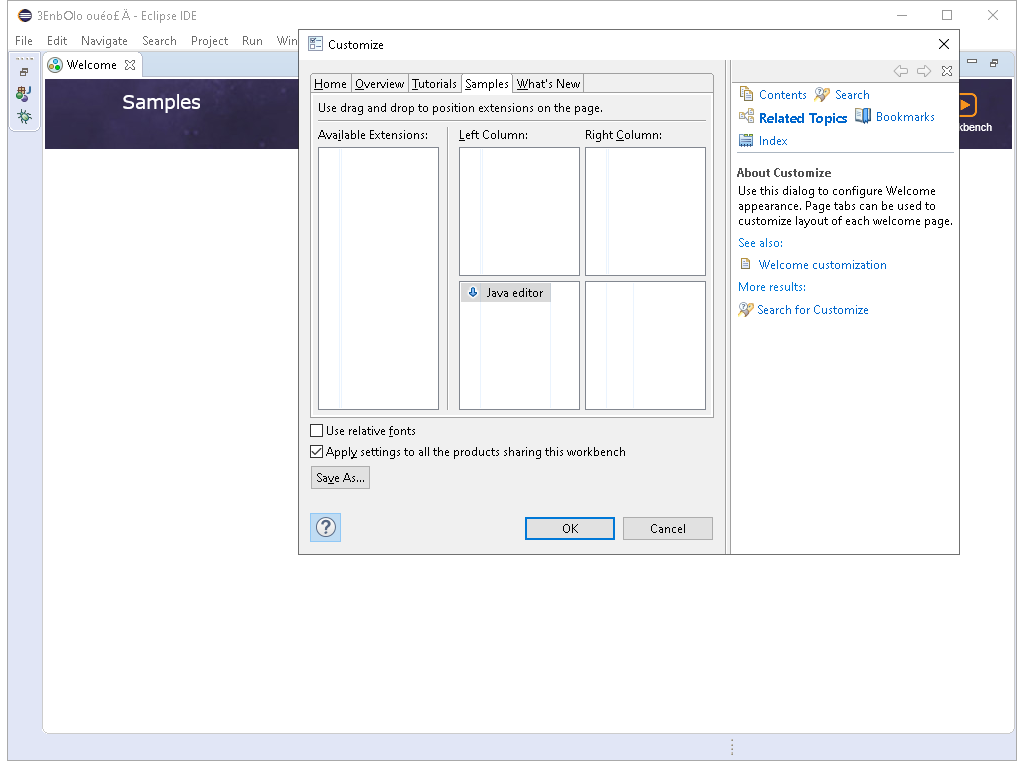 3EnbOlo ouéo£Ä - Eclipse IDE
File Edit Navigate Search Project Run Win
Customize
Welcome
Samples
Home Overview Tutorials Samples What's New
Use drag and drop to position extensions on the page.
Available Extensions: Left Column: Right Column:
Java editor
Use relative fonts
Apply settings to all the products sharing this workbench
Save As...
OK Cancel
Contents Search
Related Topics Bookmarks
Index
About Customize
Use this dialog to configure Welcome
appearance. Page tabs can be used to
customize layout of each welcome page.
See also:
Welcome customization
More results:
Search for Customize
kbench